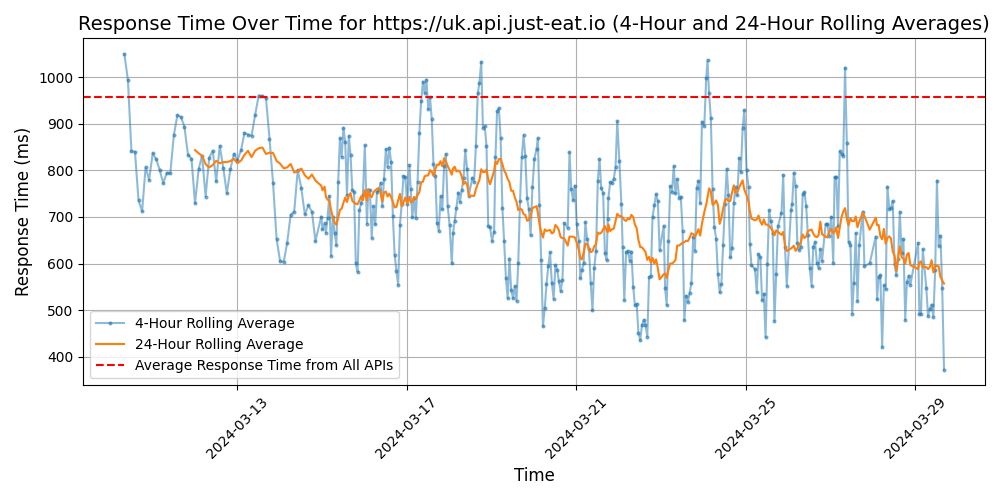 Response Time Over Time for https://uk.api.just-eat.io (4-Hour and 24-Hour Rolling Averages)
Response Time (ms)
1000
900
800
700
600
500
400
4-Hour Rolling Average
24-Hour Rolling Average
Average Response Time from All APIs
2024-03-13
2024-03-17
2024-03-21
2024-03-25
2024-03-29
Time